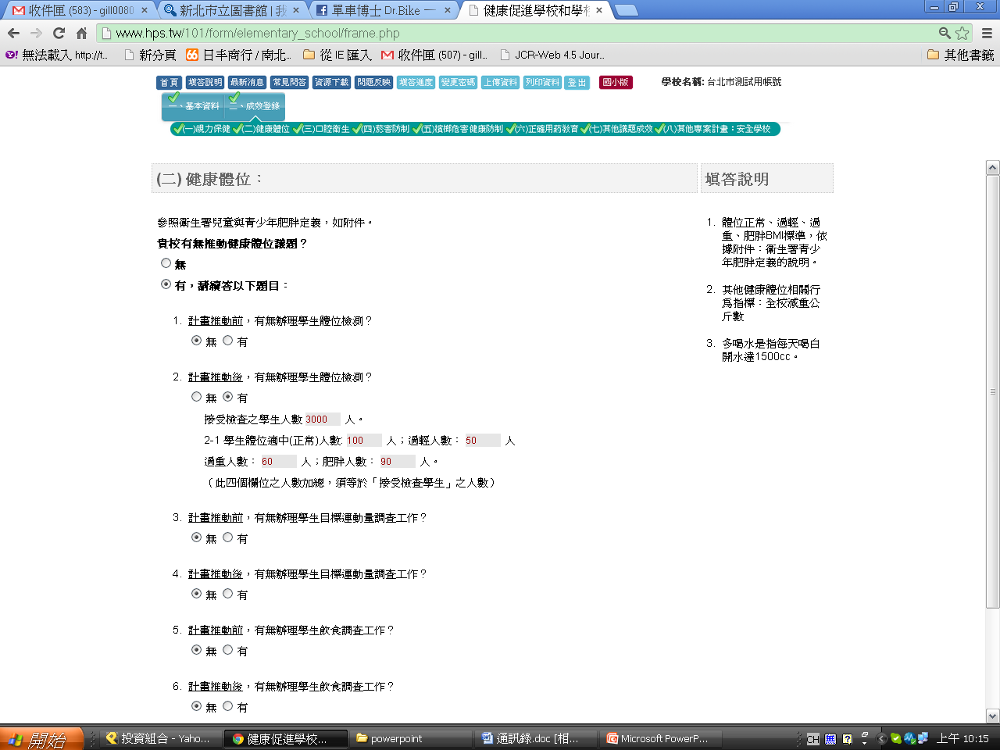 收件匣 (583) - gill0080
新北市立圖書館 | 我
單車博士 Dr.Bike 一
健康促進學校和學校
www.hps.tw/101/form/elementary_school/frame.php
無法載入 http://t...
新分頁
日丰商行 / 南北...
從 IE 匯入
收件匣 (507) - gill...
JCR-Web 4.5 Jour...
其他書籤
首 頁 填答說明 最新消息 常見問答 資源下載 問題反映 填答進度 變更密碼 上傳資料 列印資料 登 出 國小版 學校名稱: 台北市測試用帳號
一、基本資料 二、成效登錄
(一)視力保健 (二)健康體位 (三)口腔衛生 (四)菸害防制 (五)檳榔危害健康防制 (六)正確用藥教育 (七)其他議題成效 (八)其他專案計畫：安全學校
(二) 健康體位：
參照衛生署兒童與青少年肥胖定義，如附件。
貴校有無推動健康體位議題？
無
有，請續答以下題目：
1. 計畫推動前，有無辦理學生體位檢測？
無 有
2. 計畫推動後，有無辦理學生體位檢測？
無 有
接受檢查之學生人數 3000 人。
2-1 學生體位適中(正常)人數: 100 人；過輕人數： 50 人
過重人數： 60 人；肥胖人數： 90 人。
（此四個欄位之人數加總，須等於「接受檢查學生」之人數）
3. 計畫推動前，有無辦理學生目標運動量調查工作？
無 有
4. 計畫推動後，有無辦理學生目標運動量調查工作？
無 有
5. 計畫推動前，有無辦理學生飲食調查工作？
無 有
6. 計畫推動後，有無辦理學生飲食調查工作？
無 有
填答說明
1. 體位正常、過輕、過
重、肥胖BMI標準，依
據附件：衛生署青少
年肥胖定義的說明。
2. 其他健康體位相關行
為指標：全校減重公
斤數
3. 多喝水是指每天喝白
開水達1500cc。
開始
投資組合 - Yaho...
健康促進學校...
powerpoint
通訊錄.doc [相...
Microsoft PowerP...
CH
無
上午 10:15